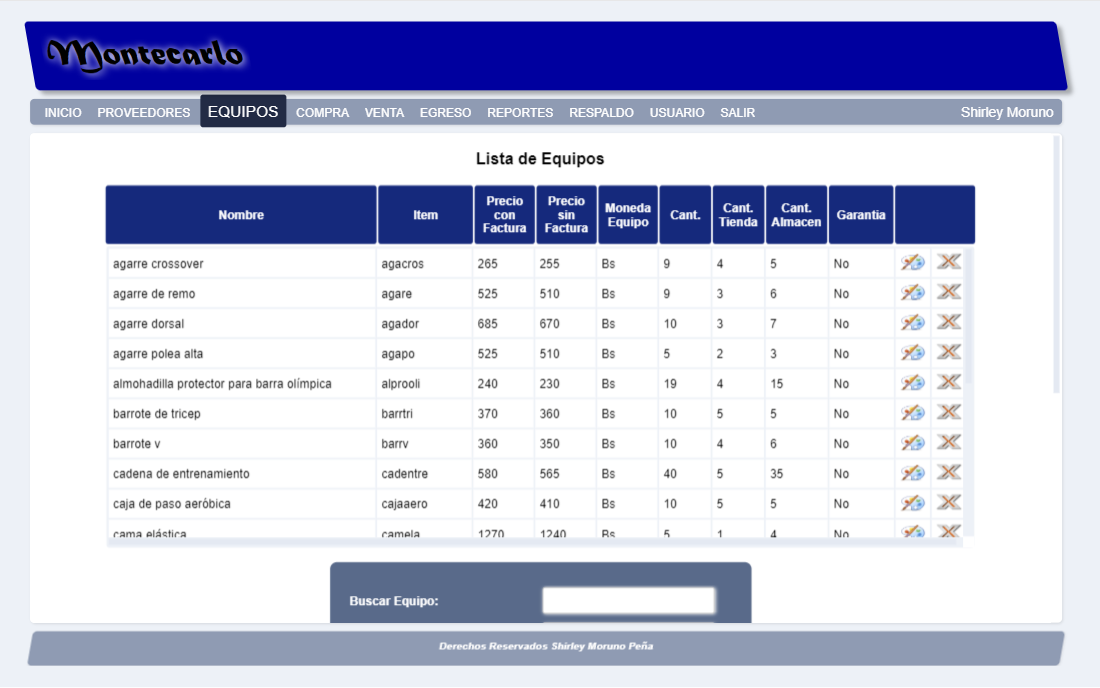 Montecarlo
INICIO PROVEEDORES EQUIPOS COMPRA VENTA EGRESO REPORTES RESPALDO USUARIO SALIR Shirley Moruno
Lista de Equipos
Nombre Item Precio con Factura Precio sin Factura Moneda Equipo Cant. Cant. Tienda Cant. Almacen Garantia
agarre crossover agacros 265 255 Bs 9 4 5 No
agarre de remo agare 525 510 Bs 9 3 6 No
agarre dorsal agador 685 670 Bs 10 3 7 No
agarre polea alta agapo 525 510 Bs 5 2 3 No
almohadilla protector para barra olímpica alprooli 240 230 Bs 19 4 15 No
barrote de tricep barrtri 370 360 Bs 10 5 5 No
barrote v barrv 360 350 Bs 10 4 6 No
cadena de entrenamiento cadentre 580 565 Bs 40 5 35 No
caja de paso aeróbica cajaaero 420 410 Bs 10 5 5 No
cama elástica camela 1270 1240 Bs 5 1 4 No
Buscar Equipo:
Derechos Reservados Shirley Moruno Peña